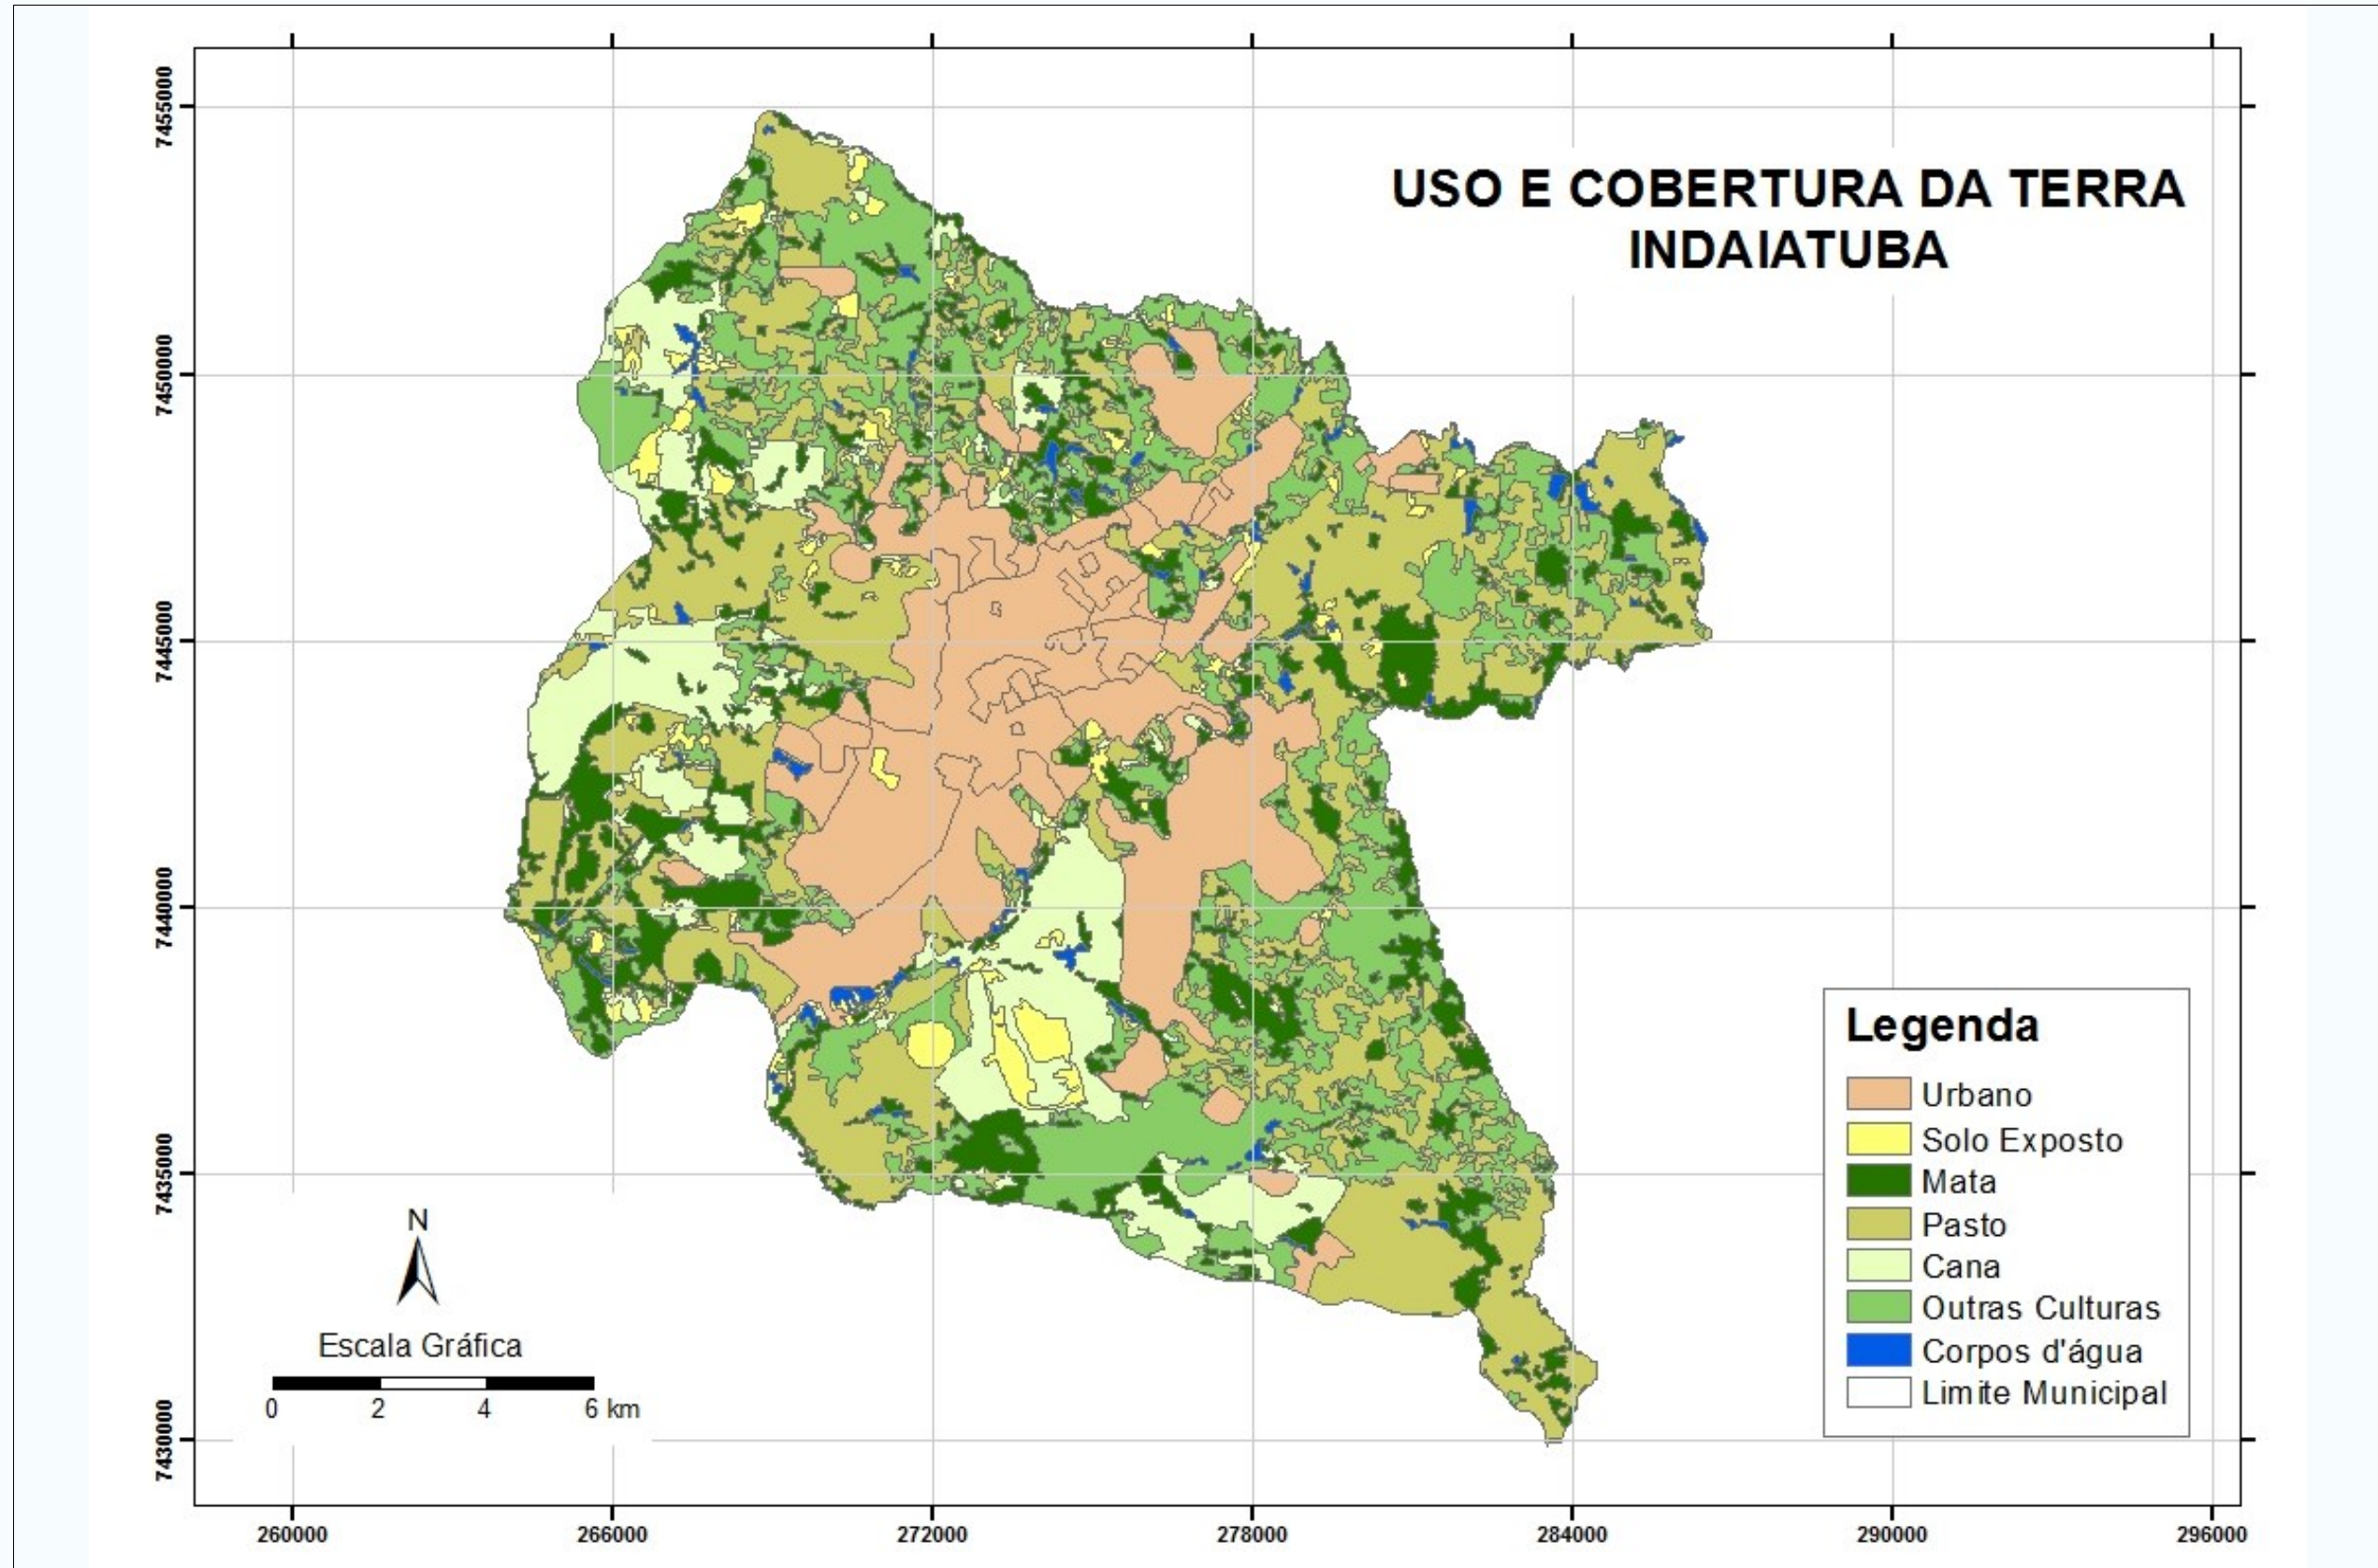 USO E COBERTURA DA TERRA
INDAIATUBA
7455000
7450000
7445000
7440000
7435000
7430000
N
Escala Gráfica
0 2 4 6 km
Legenda
Urbano
Solo Exposto
Mata
Pasto
Cana
Outras Culturas
Corpos d'água
Limite Municipal
260000 266000 272000 278000 284000 290000 296000